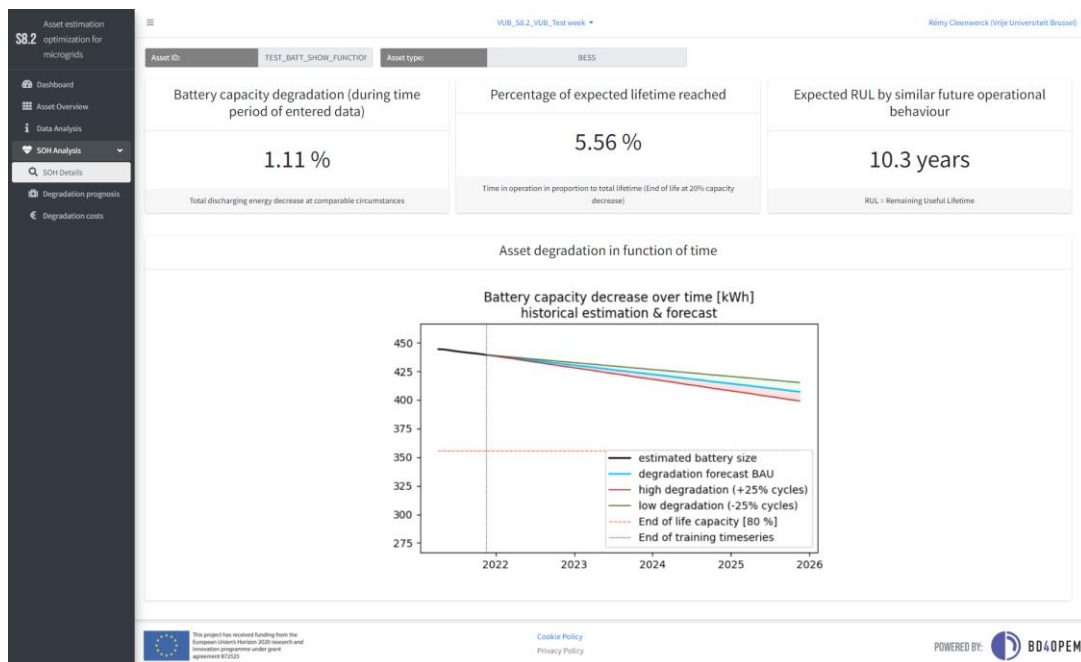 Asset estimation
S8.2 optimization for
microgrids
Dashboard
Asset Overview
Data Analysis
SOH Analysis
SOH Details
Degradation prognosis
Degradation costs
VUB_S8.2_VUB_Test week
Rémy Cleenwerck (Vrije Universiteit Brussel)
Asset ID: TEST_BATT_SHOW_FUNCTIOI Asset type: BESS
Battery capacity degradation (during time
period of entered data)
1.11 %
Total discharging energy decrease at comparable circumstances
Percentage of expected lifetime reached
5.56 %
Time in operation in proportion to total lifetime (End of life at 20% capacity
decrease)
Expected RUL by similar future operational
behaviour
10.3 years
RUL = Remaining Useful Lifetime
Asset degradation in function of time
Battery capacity decrease over time [kWh]
historical estimation & forecast
450
425
400
375
350
325
300
275
estimated battery size
degradation forecast BAU
high degradation (+25% cycles)
low degradation (-25% cycles)
End of life capacity [80 %]
End of training timeseries
2022 2023 2024 2025 2026
This project has received funding from the
European Union's Horizon 2020 research and
innovation programme under grant
agreement 872525
Cookie Policy
Privacy Policy
POWERED BY: BD4OPEM